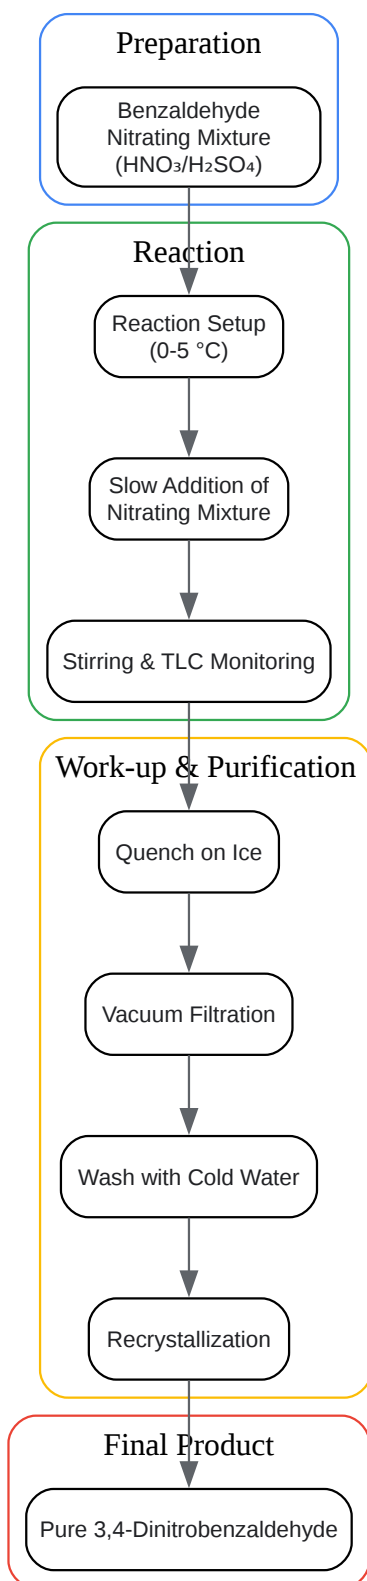 Preparation
Benzaldehyde
Nitrating Mixture
(HNO₃/H₂SO₄)
Reaction
Reaction Setup
(0-5 °C)
Slow Addition of
Nitrating Mixture
Stirring & TLC Monitoring
Work-up & Purification
Quench on Ice
Vacuum Filtration
Wash with Cold Water
Recrystallization
Final Product
Pure 3,4-Dinitrobenzaldehyde